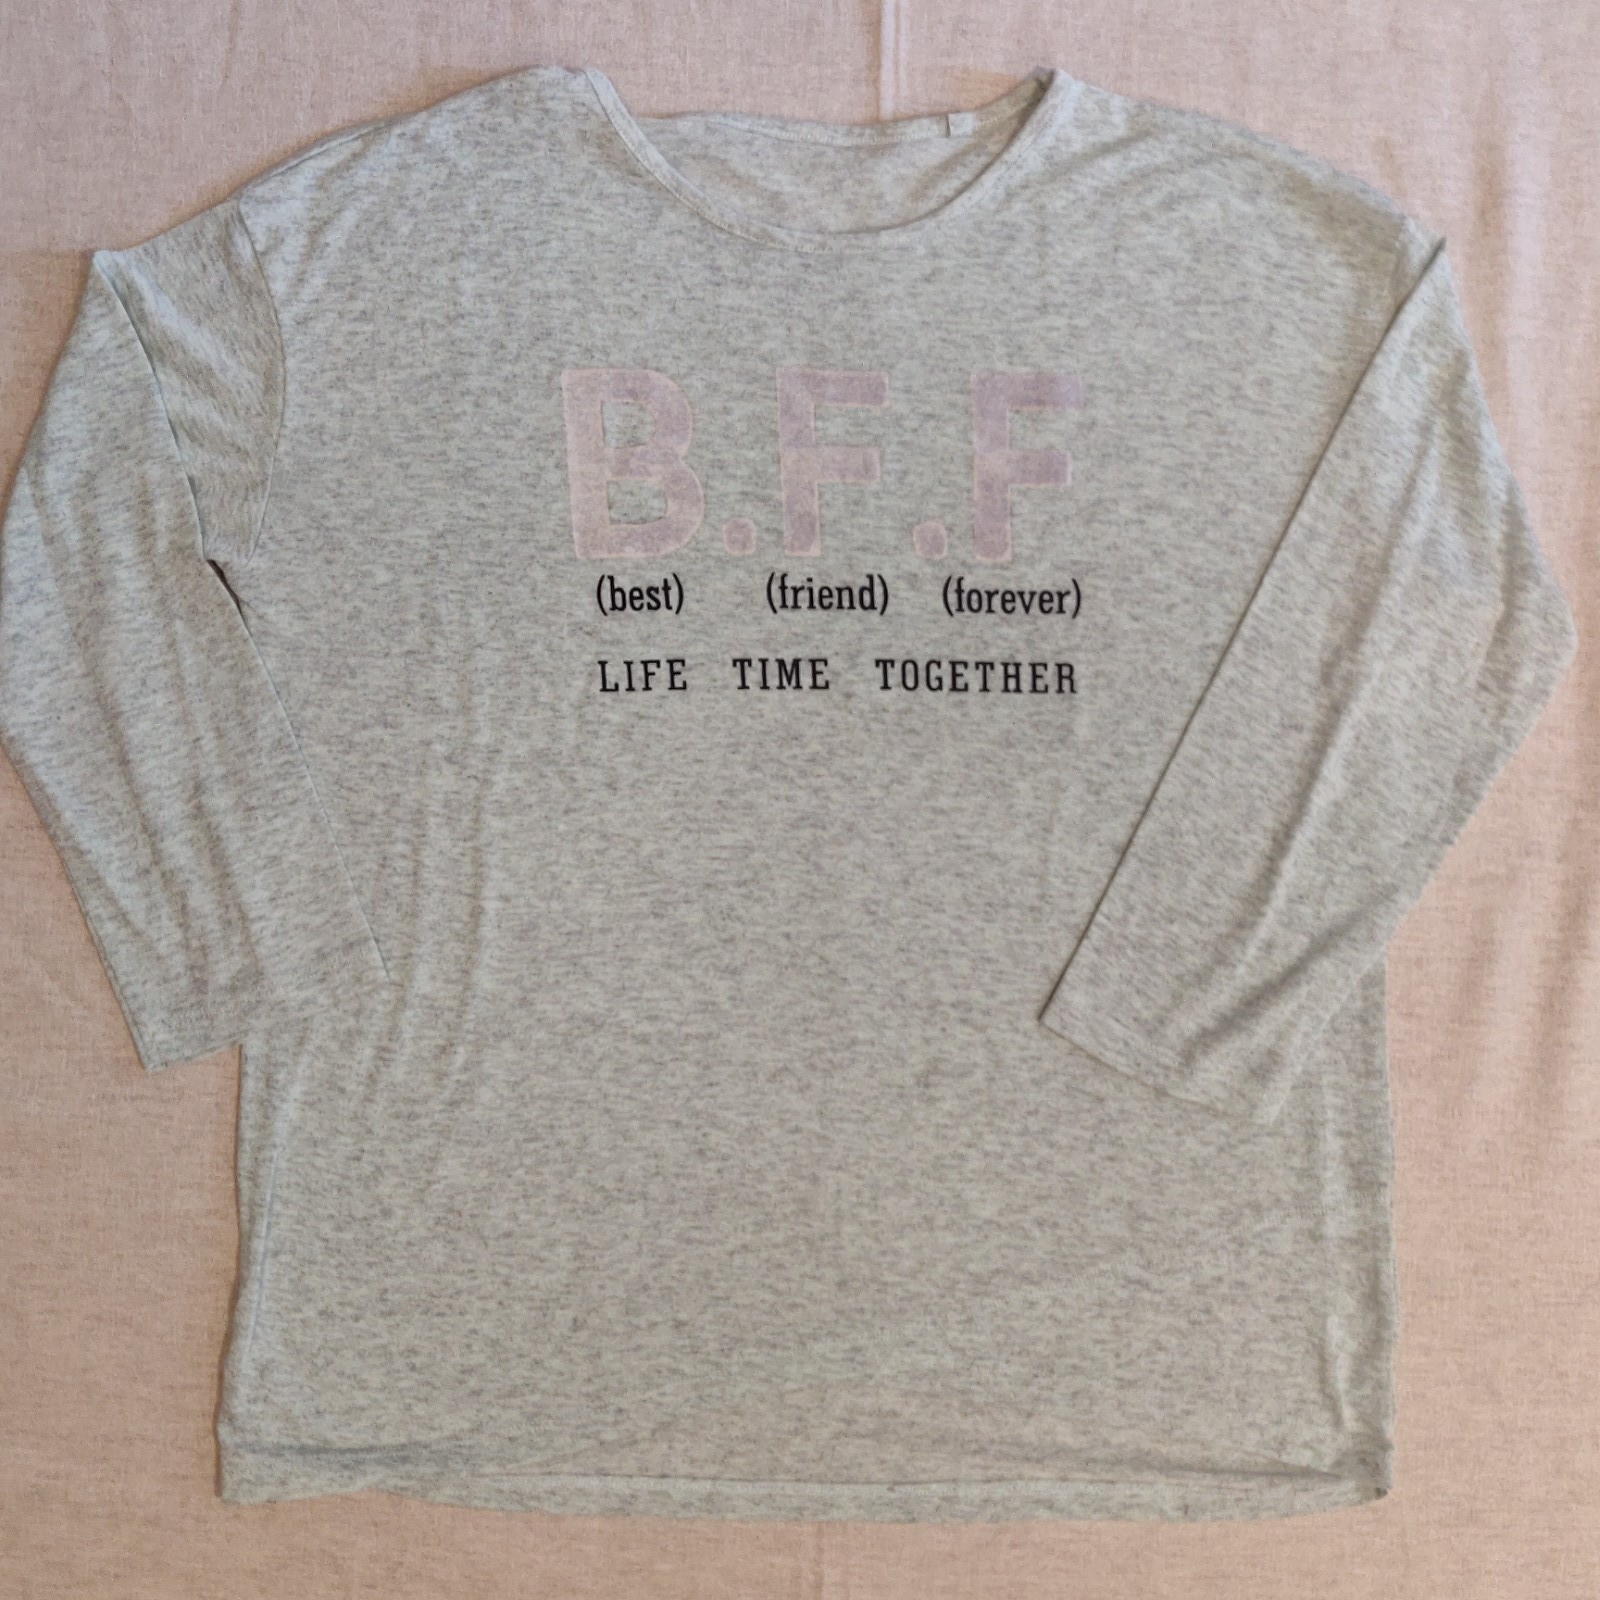 B.F.F
(best) (friend) (forever)
LIFE TIME TOGETHER